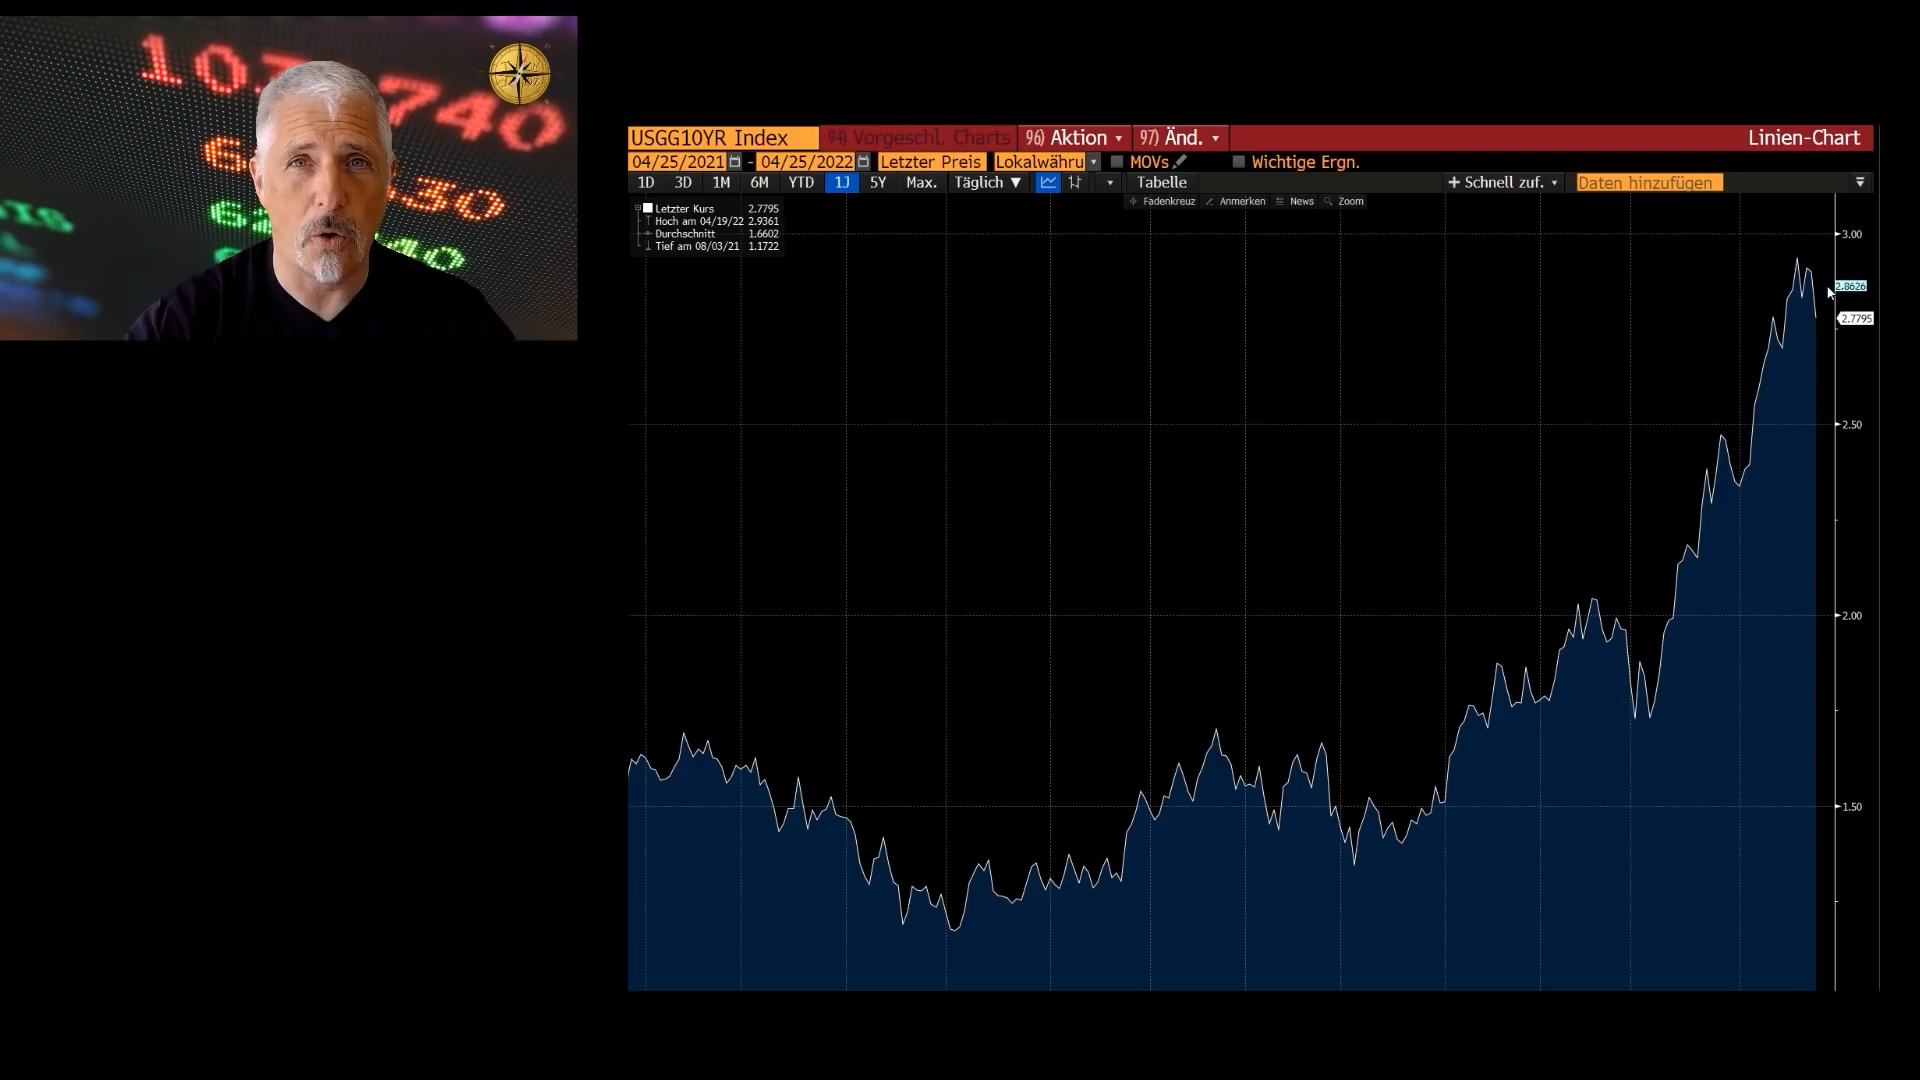 740
USGG10YR Index 94) Vorgeschl. Charts 96) Aktion 97) Änd. Linien-Chart
04/25/2021 - 04/25/2022 Letzter Preis Lokalwähru MOVs Wichtige Ergn.
1D 3D 1M 6M YTD 1J 5Y Max. Täglich ▼ Tabelle + Schnell zuf. Daten hinzufügen
Fadenkreuz Anmerken News Zoom
Letzter Kurs 2.7795
Hoch am 04/19/22 2.9361
Durchschnitt 1.6602
Tief am 08/03/21 1.1722
3.00
2.8626
2.7795
2.50
2.00
1.50